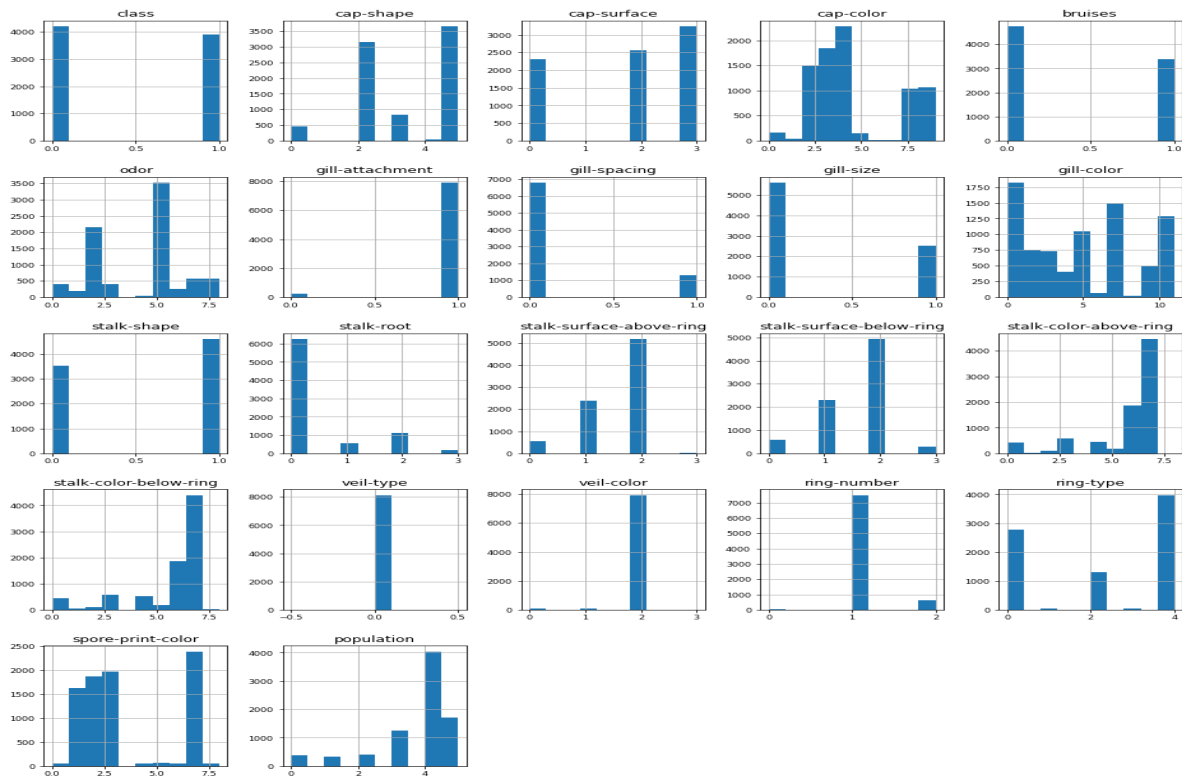 class cap-shape cap-surface cap-color bruises
4000 3000 2000 1000 0
0.0 0.5 1.0
3500 3000 2500 2000 1500 1000 500 0
0 2 4
3000 2500 2000 1500 1000 500 0
0 1 2 3
2000 1500 1000 500 0
0.0 2.5 5.0 7.5
4000 3000 2000 1000 0
0.0 0.5 1.0
odor gill-attachment gill-spacing gill-size gill-color
3500 3000 2500 2000 1500 1000 500 0
0.0 2.5 5.0 7.5
8000 6000 4000 2000 0
0.0 0.5 1.0
7000 6000 5000 4000 3000 2000 1000 0
0.0 0.5 1.0
5000 4000 3000 2000 1000 0
0.0 0.5 1.0
1750 1500 1250 1000 750 500 250 0
0 5 10
stalk-shape stalk-root stalk-surface-above-ring stalk-surface-below-ring stalk-color-above-ring
4000 3000 2000 1000 0
0.0 0.5 1.0
6000 5000 4000 3000 2000 1000 0
0 1 2 3
5000 4000 3000 2000 1000 0
0 1 2 3
5000 4000 3000 2000 1000 0
0 1 2 3
4000 3000 2000 1000 0
0.0 2.5 5.0 7.5
stalk-color-below-ring veil-type veil-color ring-number ring-type
4000 3000 2000 1000 0
0.0 2.5 5.0 7.5
8000 6000 4000 2000 0
−0.5 0.0 0.5
8000 6000 4000 2000 0
0 1 2 3
7000 6000 5000 4000 3000 2000 1000 0
0 1 2
4000 3000 2000 1000 0
0 1 2 3 4
spore-print-color population
2500 2000 1500 1000 500 0
0.0 2.5 5.0 7.5
4000 3000 2000 1000 0
0 2 4